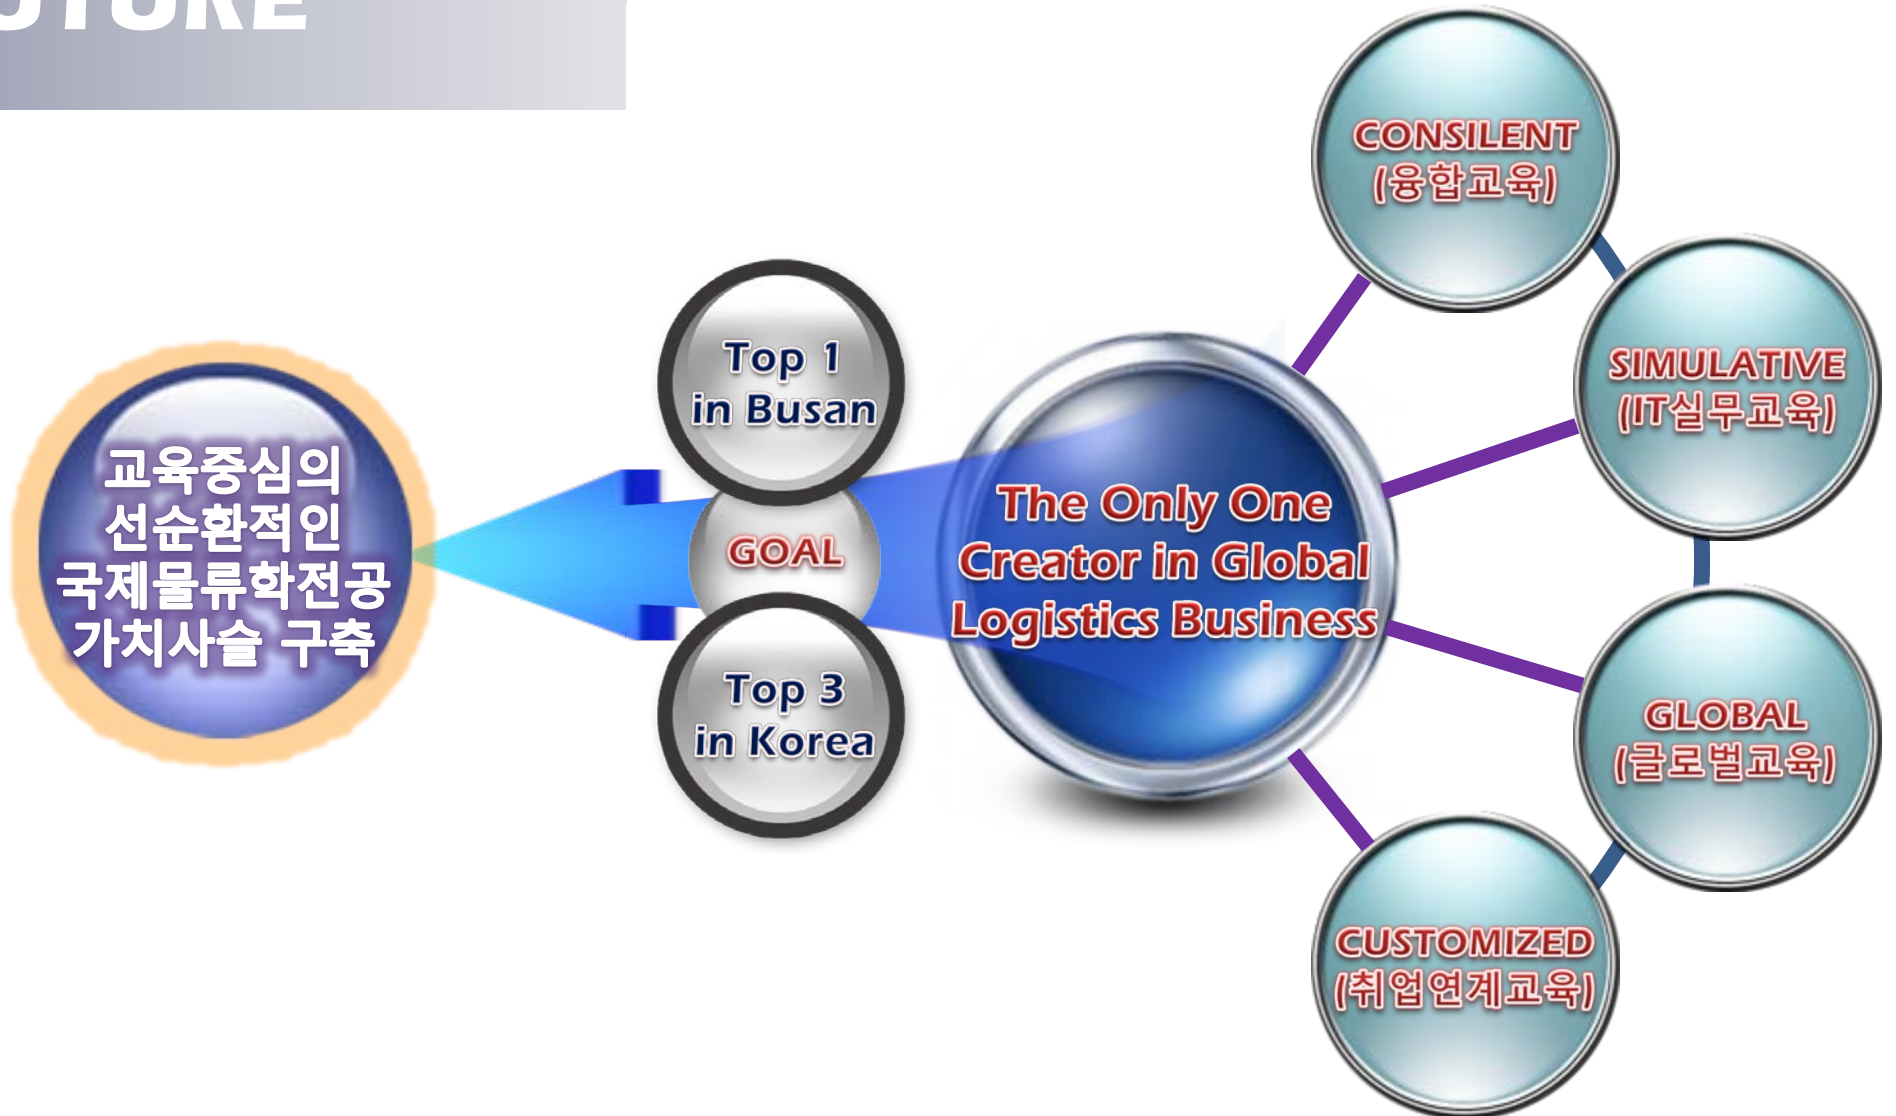 교육중심의
선순환적인
국제물류학전공
가치사슬 구축
Top 1
in Busan
GOAL
Top 3
in Korea
The Only One
Creator in Global
Logistics Business
CONSILENT
(융합교육)
SIMULATIVE
(IT실무교육)
GLOBAL
(글로벌교육)
CUSTOMIZED
(취업연계교육)